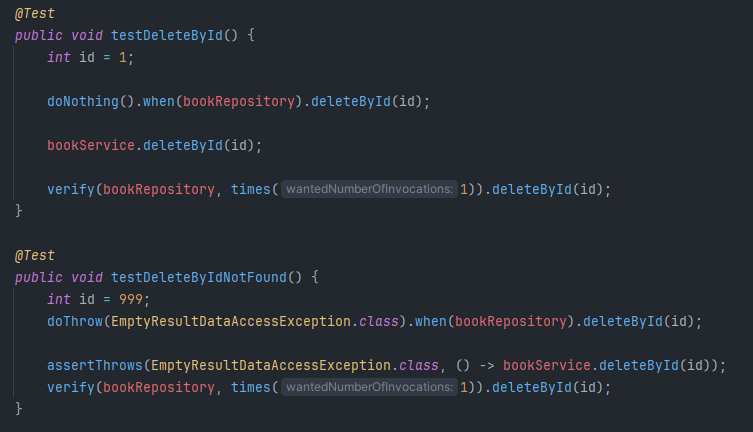 @Test
public void testDeleteById() {
int id = 1;
doNothing().when(bookRepository).deleteById(id);
bookService.deleteById(id);
verify(bookRepository, times( wantedNumberOfInvocations: 1)).deleteById(id);
}
@Test
public void testDeleteByIdNotFound() {
int id = 999;
doThrow(EmptyResultDataAccessException.class).when(bookRepository).deleteById(id);
assertThrows(EmptyResultDataAccessException.class, () -> bookService.deleteById(id));
verify(bookRepository, times( wantedNumberOfInvocations: 1)).deleteById(id);
}